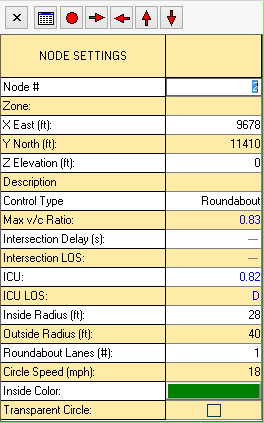 NODE SETTINGS
Node # 2
Zone:
X East (ft): 9678
Y North (ft): 11410
Z Elevation (ft): 0
Description
Control Type Roundabout
Max v/c Ratio: 0.83
Intersection Delay (s): —
Intersection LOS: —
ICU: 0.82
ICU LOS: D
Inside Radius (ft): 28
Outside Radius (ft): 40
Roundabout Lanes (#): 1
Circle Speed (mph): 18
Inside Color:
Transparent Circle: